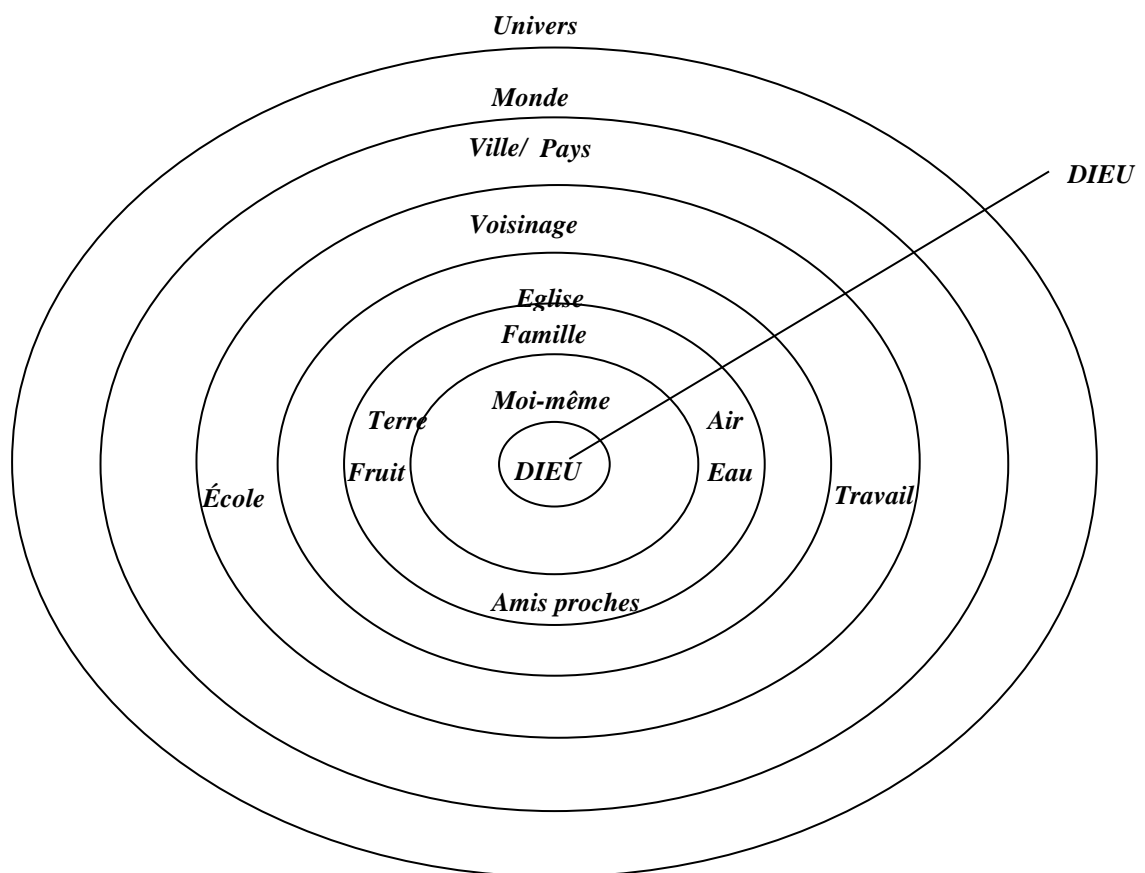 Univers
Monde
Ville/ Pays
DIEU
Voisinage
Eglise
Famille
Moi-même
Terre
Air
Fruit
DIEU
Eau
École
Travail
Amis proches